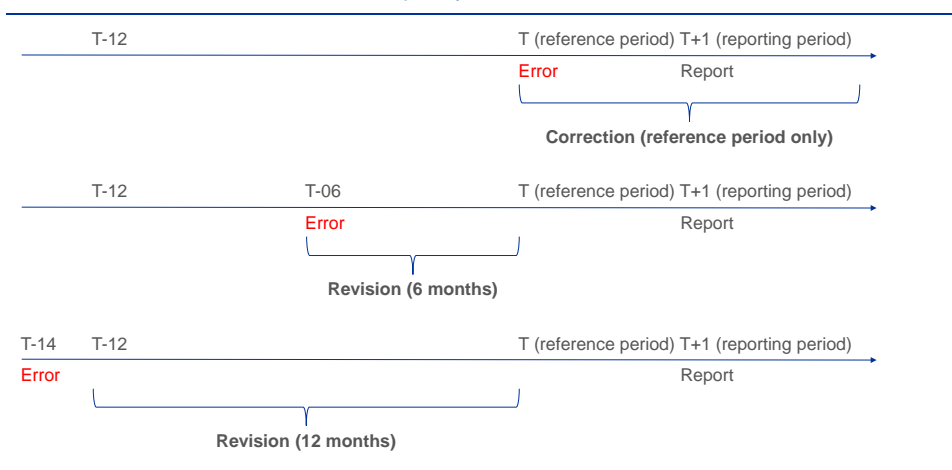 T-12 T (reference period) T+1 (reporting period)
Error Report
Correction (reference period only)
T-12 T-06 T (reference period) T+1 (reporting period)
Error Report
Revision (6 months)
T-14 T-12 T (reference period) T+1 (reporting period)
Error Report
Revision (12 months)